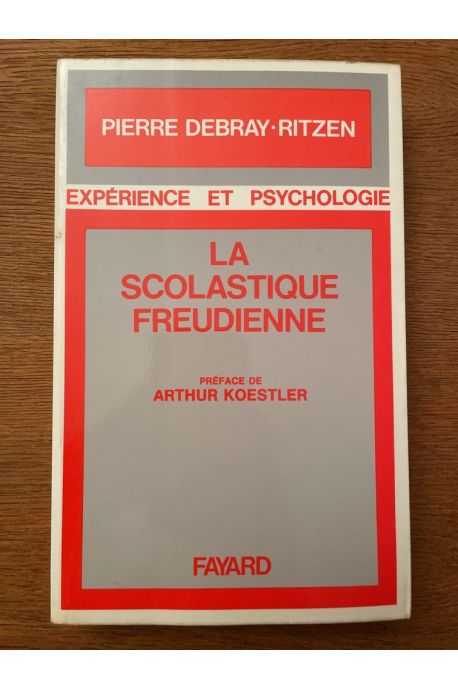 PIERRE DEBRAY-RITZEN
EXPÉRIENCE ET PSYCHOLOGIE
LA
SCOLASTIQUE
FREUDIENNE
PRÉFACE DE
ARTHUR KOESTLER
FAYARD